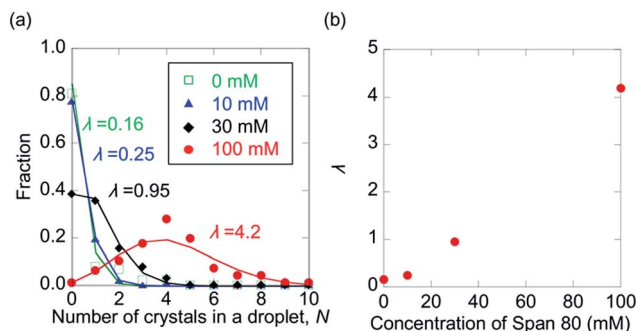 (a)
1.0
0.8
0.6
0.4
0.2
0.0
Fraction
0 mM
10 mM
30 mM
100 mM
λ=0.16
λ=0.25
λ=0.95
λ=4.2
0 2 4 6 8 10
Number of crystals in a droplet, N
(b)
5
4
3
2
1
0
λ
0 20 40 60 80 100
Concentration of Span 80 (mM)